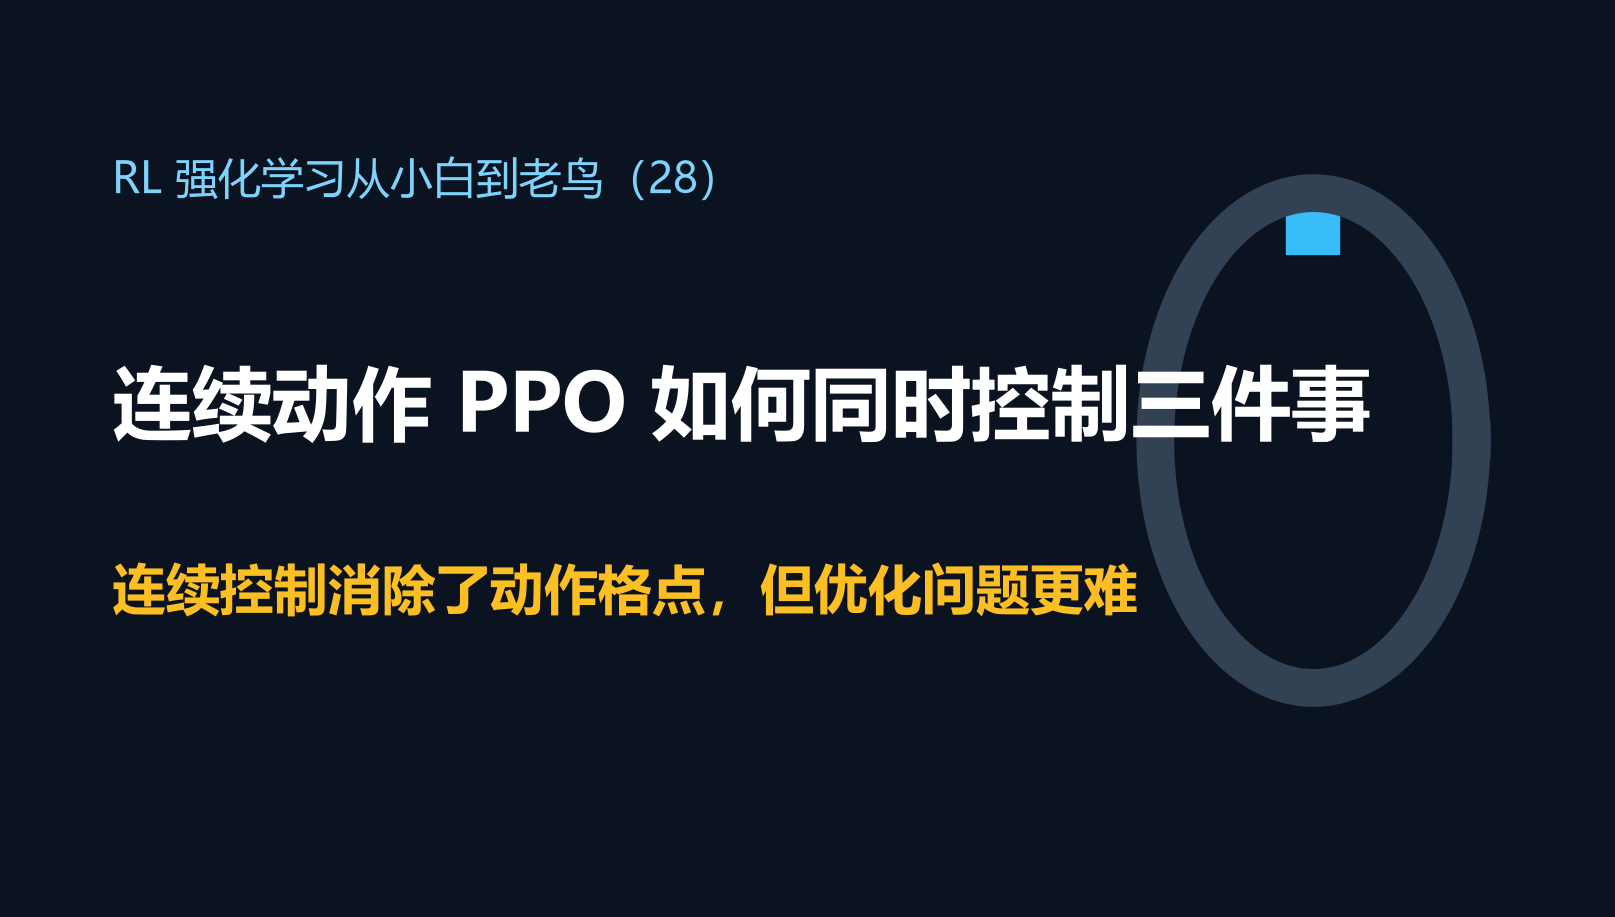 RL 强化学习从小白到老鸟（28）
连续动作 PPO 如何同时控制三件事
连续控制消除了动作格点，但优化问题更难